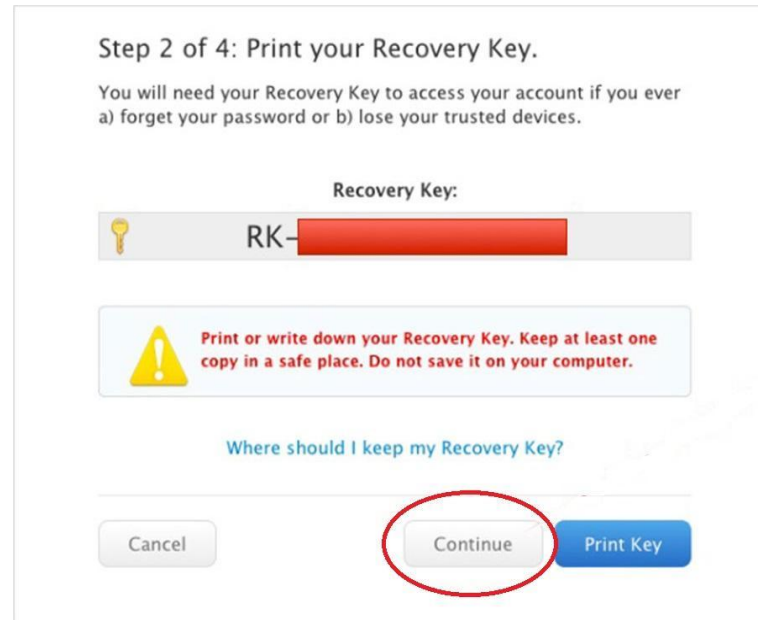 Step 2 of 4: Print your Recovery Key.
You will need your Recovery Key to access your account if you ever
a) forget your password or b) lose your trusted devices.
Recovery Key:
RK-
Print or write down your Recovery Key. Keep at least one
copy in a safe place. Do not save it on your computer.
Where should I keep my Recovery Key?
Cancel
Continue
Print Key